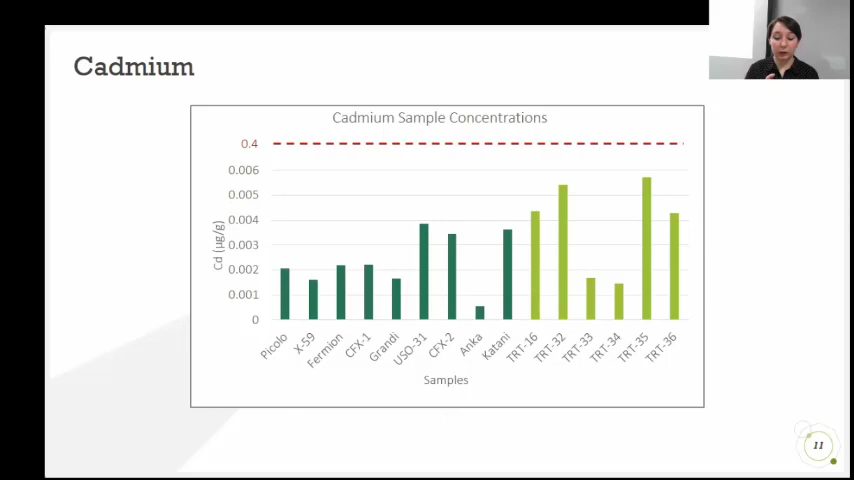 Cadmium
Cadmium Sample Concentrations
0.4
0.006
0.005
0.004
0.003
0.002
0.001
0
Cd (µg/g)
Picolo
X-59
Fermion
CFX-1
Grandi
USO-31
CFX-2
Anka
Katani
TRT-16
TRT-32
TRT-33
TRT-34
TRT-35
TRT-36
Samples
11